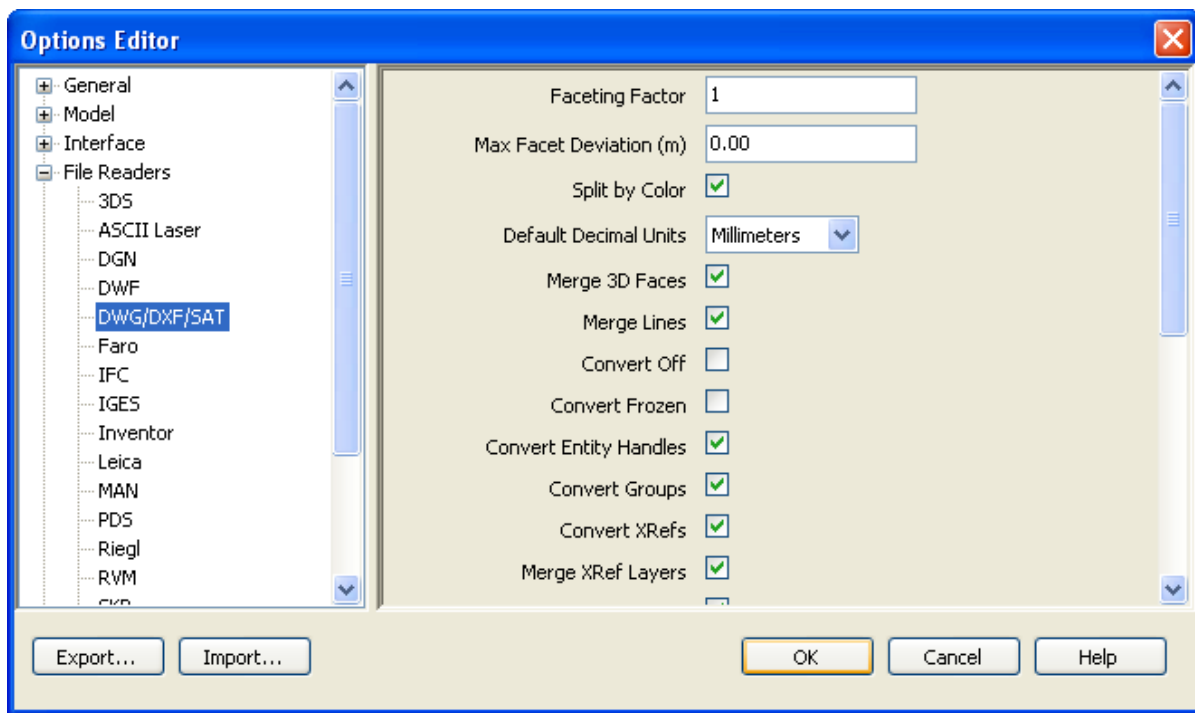 Options Editor
General
Model
Interface
File Readers
3DS
ASCII Laser
DGN
DWF
DWG/DXF/SAT
Faro
IFC
IGES
Inventor
Leica
MAN
PDS
Riegl
RVM
Faceting Factor 1
Max Facet Deviation (m) 0.00
Split by Color
Default Decimal Units Millimeters
Merge 3D Faces
Merge Lines
Convert Off
Convert Frozen
Convert Entity Handles
Convert Groups
Convert XRefs
Merge XRef Layers
Export... Import... OK Cancel Help